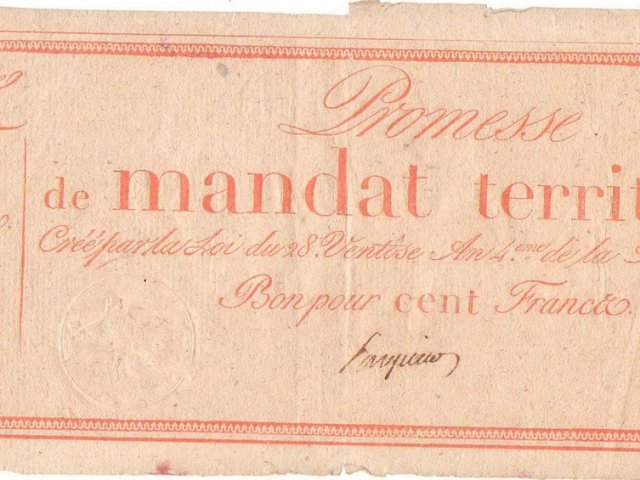 Promesse
de mandat territ
Créé par la Loi du 28. Ventôse An 4.eme de la
Bon pour cent Francs.